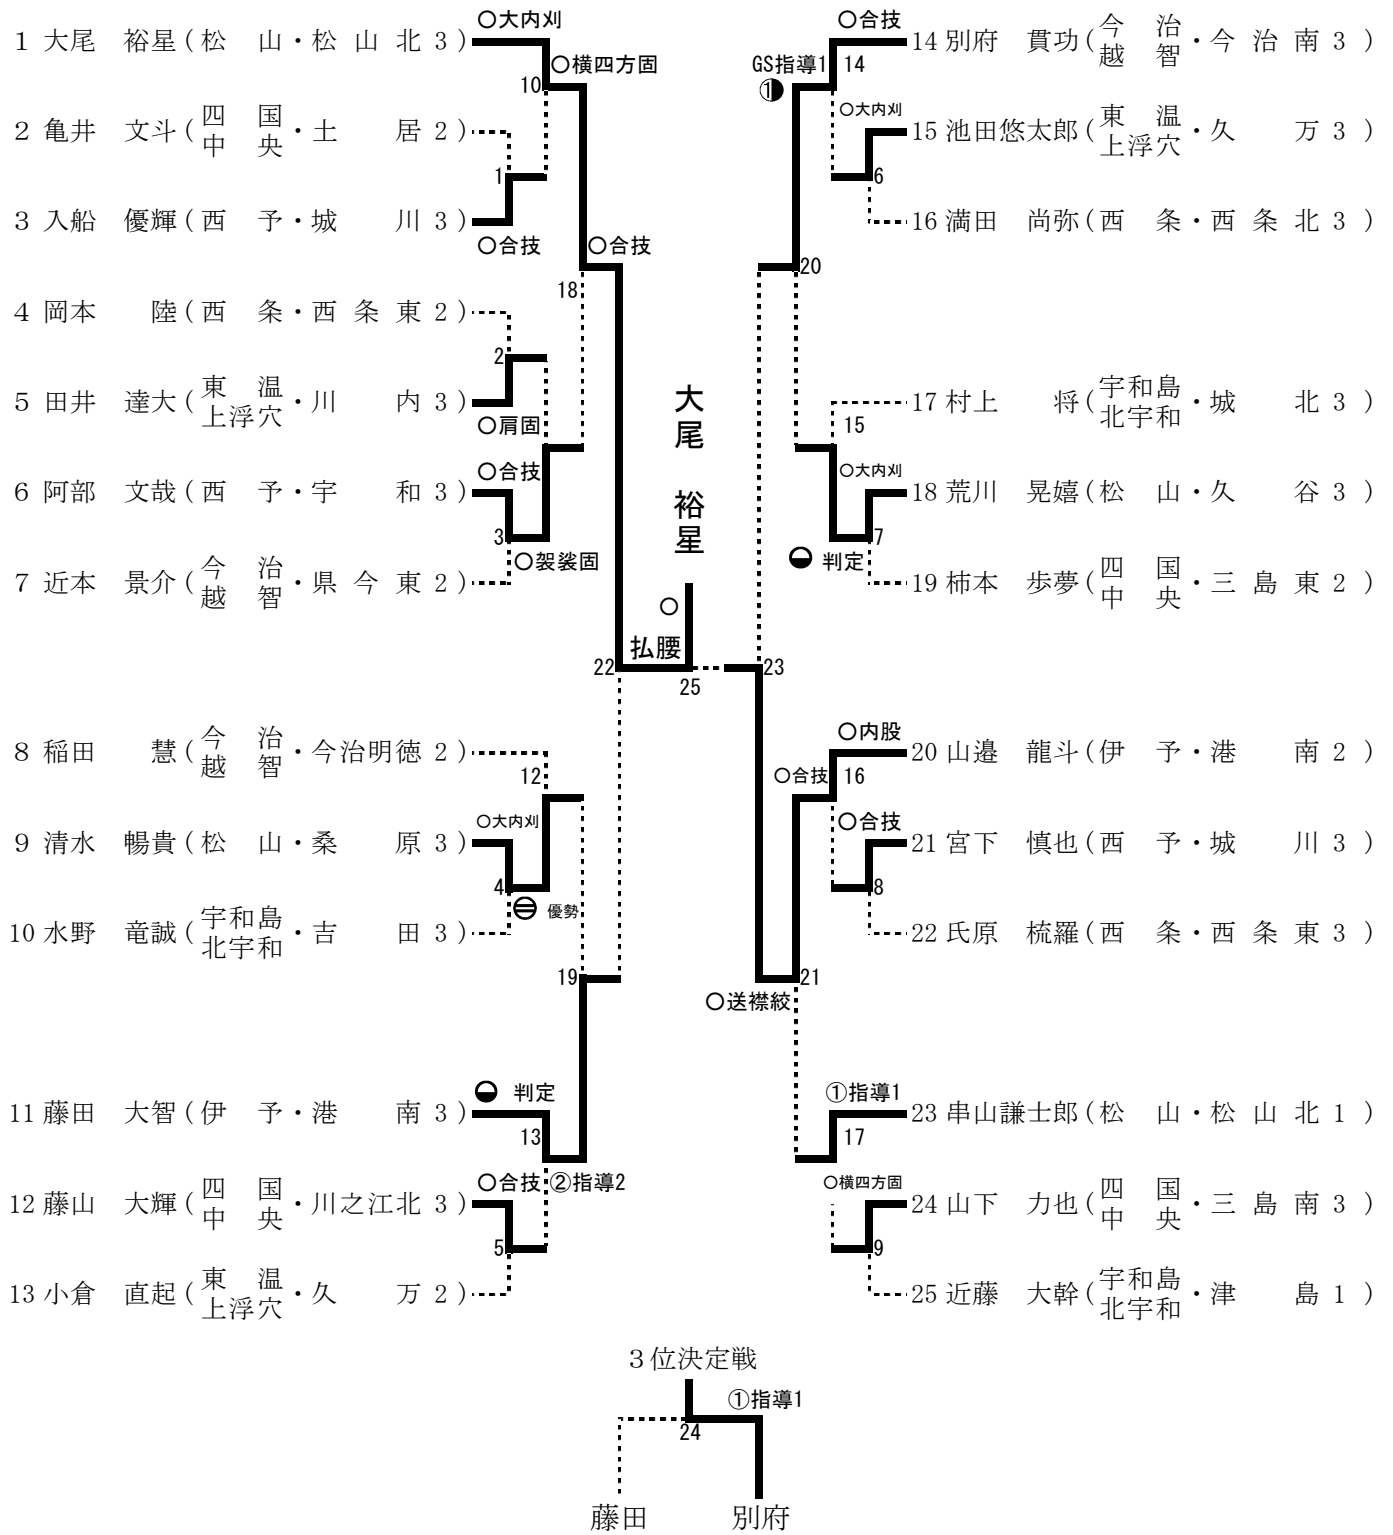 ○大内刈
1 大尾 裕星(松 山・松 山 北 3)
○横四方固
10
2 亀井 文斗(四国中央・土 居 2)
1
3 入船 優輝(西 予・城 川 3)
○合技
○合技
18
4 岡本 陸(西 条・西 条 東 2)
2
5 田井 達大(東温上浮穴・川 内 3)
○肩固
○合技
6 阿部 文哉(西 予・宇 和 3)
3
○袈裟固
7 近本 景介(今治越智・県 今 東 2)
22
8 稲田 慧(今治越智・今治明徳 2)
12
○大内刈
9 清水 暢貴(松 山・桑 原 3)
4
優勢
10 水野 竜誠(宇和島北宇和・吉 田 3)
19
判定
11 藤田 大智(伊 予・港 南 3)
13
○合技
②指導2
12 藤山 大輝(四国中央・川之江北 3)
5
13 小倉 直起(東温上浮穴・久 万 2)
大尾 裕星
○
払腰
25
○合技
14 別府 貫功(今治越智・今 治 南 3)
GS指導1
14
①
○大内刈
15 池田悠太郎(東温上浮穴・久 万 3)
6
16 満田 尚弥(西 条・西 条 北 3)
20
17 村上 将(宇和島北宇和・城 北 3)
15
○大内刈
18 荒川 晃嬉(松 山・久 谷 3)
7
判定
19 柿本 歩夢(四国中央・三 島 東 2)
23
○内股
20 山邉 龍斗(伊 予・港 南 2)
○合技
16
○合技
21 宮下 慎也(西 予・城 川 3)
8
22 氏原 梳羅(西 条・西 条 東 3)
21
○送襟絞
①指導1
23 串山謙士郎(松 山・松 山 北 1)
17
○横四方固
24 山下 力也(四国中央・三 島 南 3)
9
25 近藤 大幹(宇和島北宇和・津 島 1)
3位決定戦
①指導1
24
藤田 別府